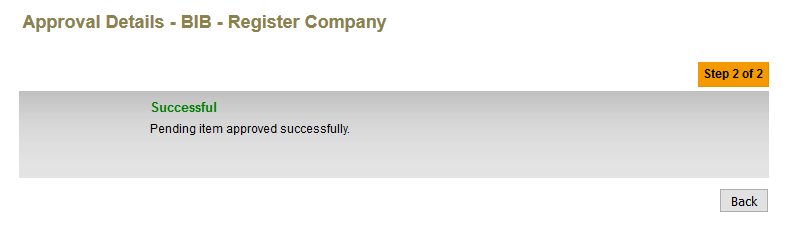 Approval Details - BIB - Register Company
Step 2 of 2
Successful
Pending item approved successfully.
Back